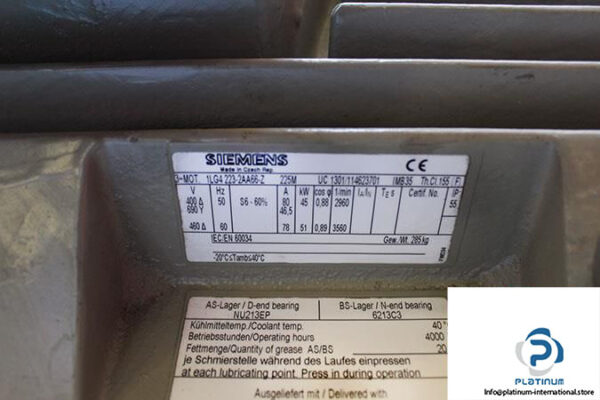 SIEMENS
Made in Czech Rep.
CE
3~MOT. 1LG4 223-2AA66-Z 225M UC 1301/114623701 IMB35 Th.Cl.155 (F)
V Hz A kW cos φ 1/min IA/IN TE s Certif. No. IP
400 Δ 50 S6 - 60% 80 45 0,88 2960 55
690 Y 46,5
460 Δ 60 78 51 0,89 3560
IEC/EN 60034 Gew./Wt. 285 kg
-20°C≤Tamb≤40°C
AS-Lager / D-end bearing BS-Lager / N-end bearing
NU213EP 6213C3
Kühlmitteltemp./Coolant temp. 40°
Betriebsstunden/Operating hours 4000
Fettmenge/Quantity of grease AS/BS 20
je Schmierstelle während des Laufes einpressen
at each lubricating point. Press in during operation
Ausgeliefert mit / Delivered with
PLATINUM
INTERNATIONAL
Info@platinum-international.store